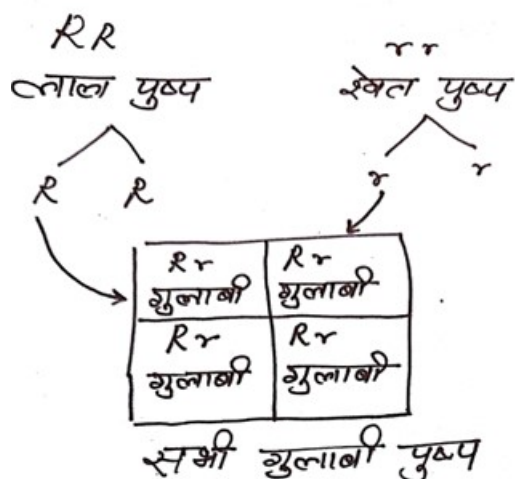 RR
rr
लाल पुष्प
श्वेत पुष्प
R R
r r
Rr Rr
गुलाबी गुलाबी
Rr Rr
गुलाबी गुलाबी
सभी गुलाबी पुष्प